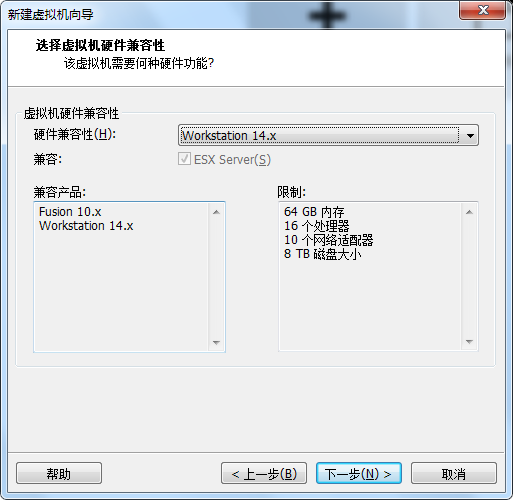 新建虚拟机向导
选择虚拟机硬件兼容性
该虚拟机需要何种硬件功能?
虚拟机硬件兼容性
硬件兼容性(H): Workstation 14.x
兼容: ESX Server(S)
兼容产品: 限制:
Fusion 10.x
Workstation 14.x
64 GB 内存
16 个处理器
10 个网络适配器
8 TB 磁盘大小
帮助 < 上一步(B) 下一步(N) > 取消